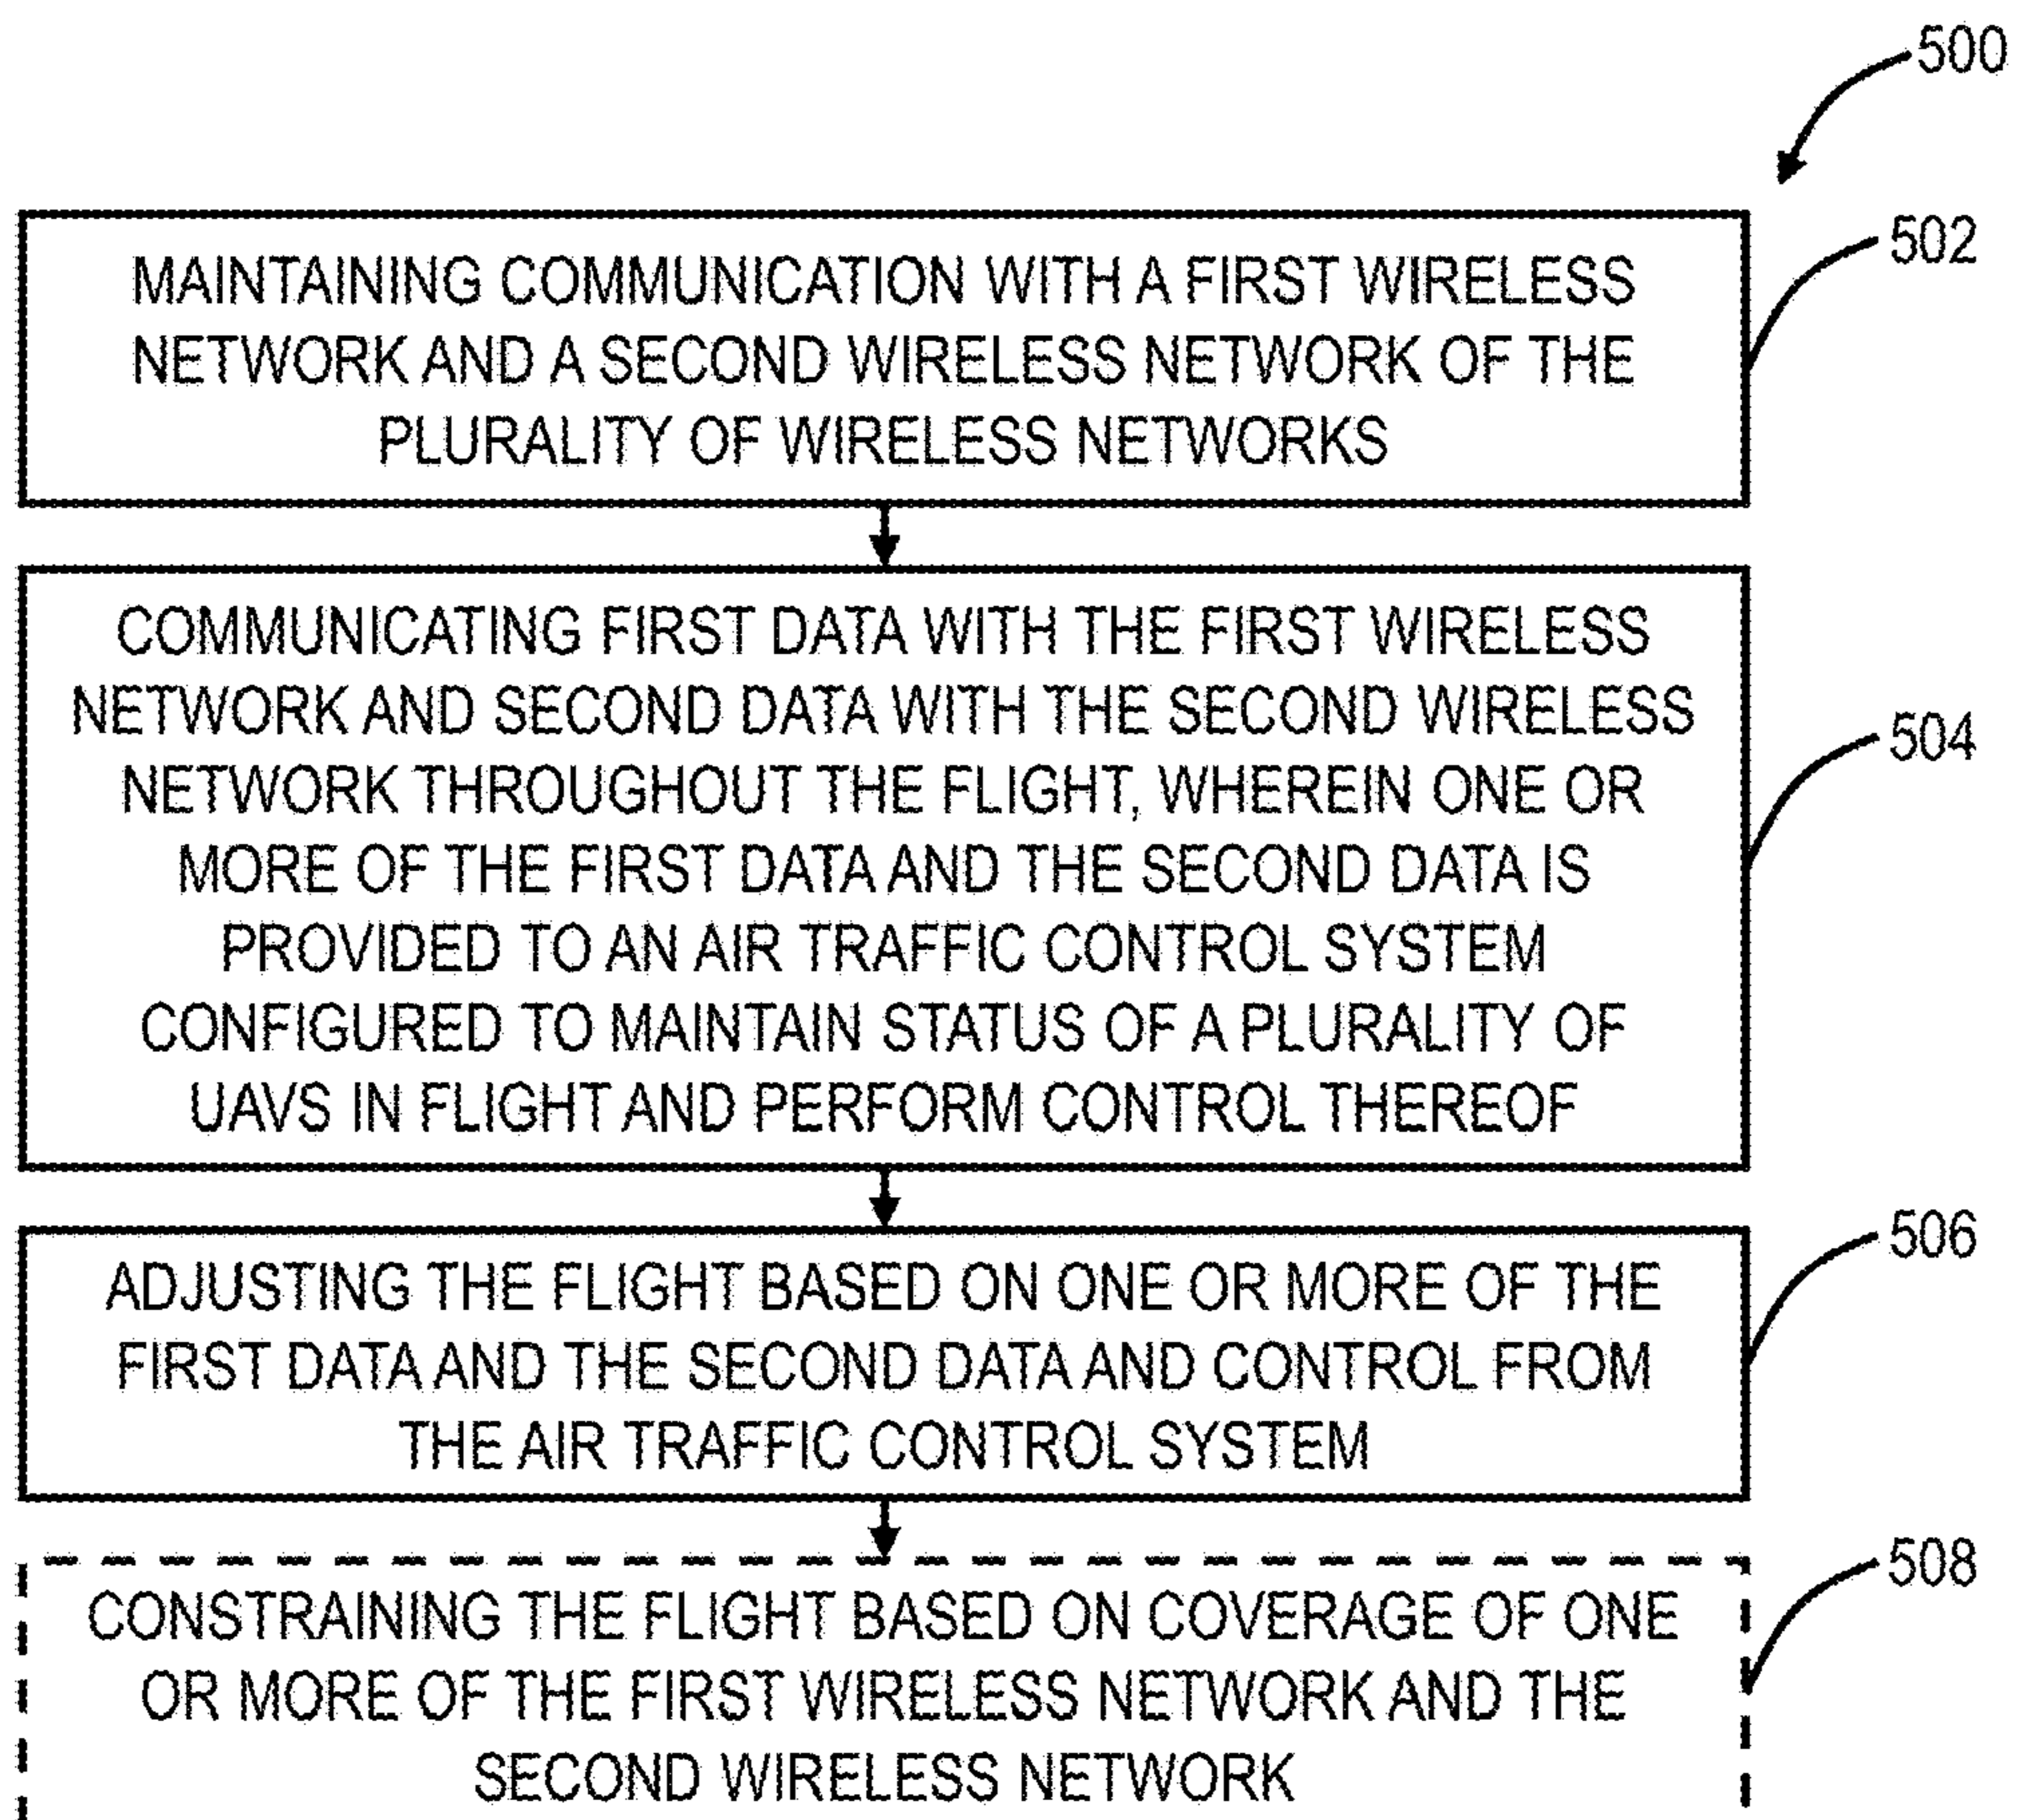 500
502
MAINTAINING COMMUNICATION WITH A FIRST WIRELESS
NETWORK AND A SECOND WIRELESS NETWORK OF THE
PLURALITY OF WIRELESS NETWORKS
504
COMMUNICATING FIRST DATA WITH THE FIRST WIRELESS
NETWORK AND SECOND DATA WITH THE SECOND WIRELESS
NETWORK THROUGHOUT THE FLIGHT, WHEREIN ONE OR
MORE OF THE FIRST DATA AND THE SECOND DATA IS
PROVIDED TO AN AIR TRAFFIC CONTROL SYSTEM
CONFIGURED TO MAINTAIN STATUS OF A PLURALITY OF
UAVS IN FLIGHT AND PERFORM CONTROL THEREOF
506
ADJUSTING THE FLIGHT BASED ON ONE OR MORE OF THE
FIRST DATA AND THE SECOND DATA AND CONTROL FROM
THE AIR TRAFFIC CONTROL SYSTEM
508
CONSTRAINING THE FLIGHT BASED ON COVERAGE OF ONE
OR MORE OF THE FIRST WIRELESS NETWORK AND THE
SECOND WIRELESS NETWORK